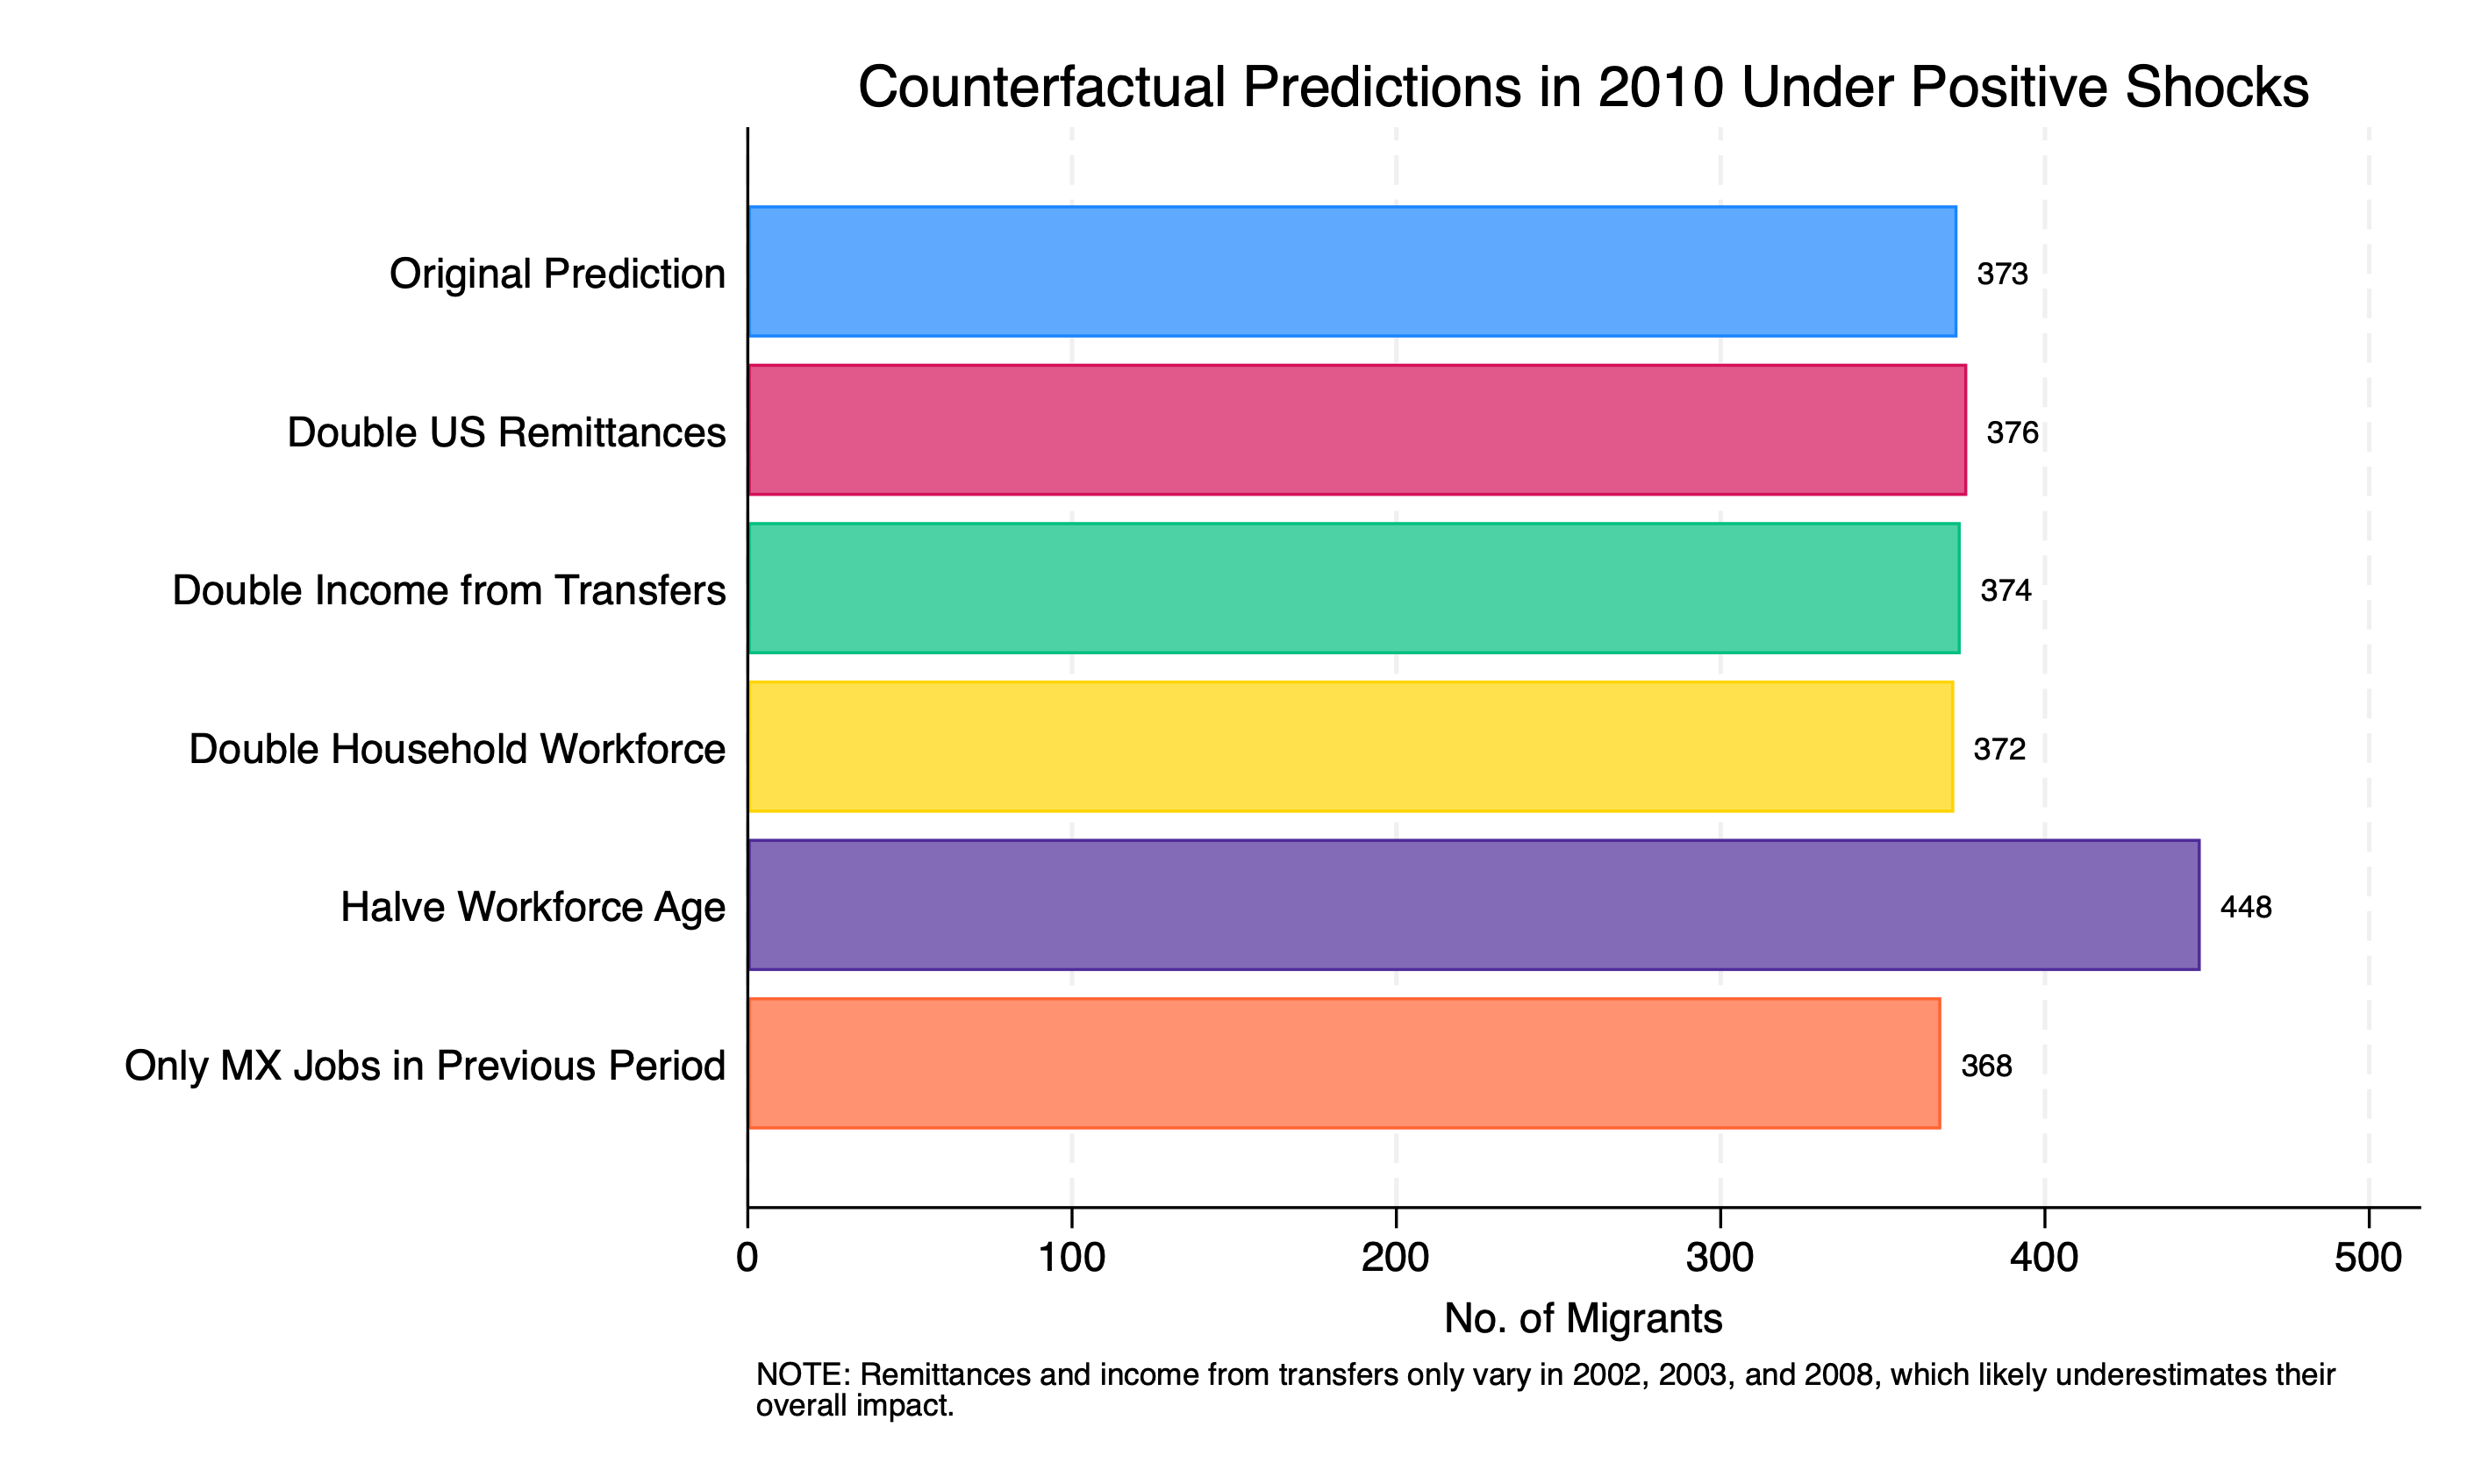 Counterfactual Predictions in 2010 Under Positive Shocks
Original Prediction
373
Double US Remittances
376
Double Income from Transfers
374
Double Household Workforce
372
Halve Workforce Age
448
Only MX Jobs in Previous Period
368
0 100 200 300 400 500
No. of Migrants
NOTE: Remittances and income from transfers only vary in 2002, 2003, and 2008, which likely underestimates their
overall impact.